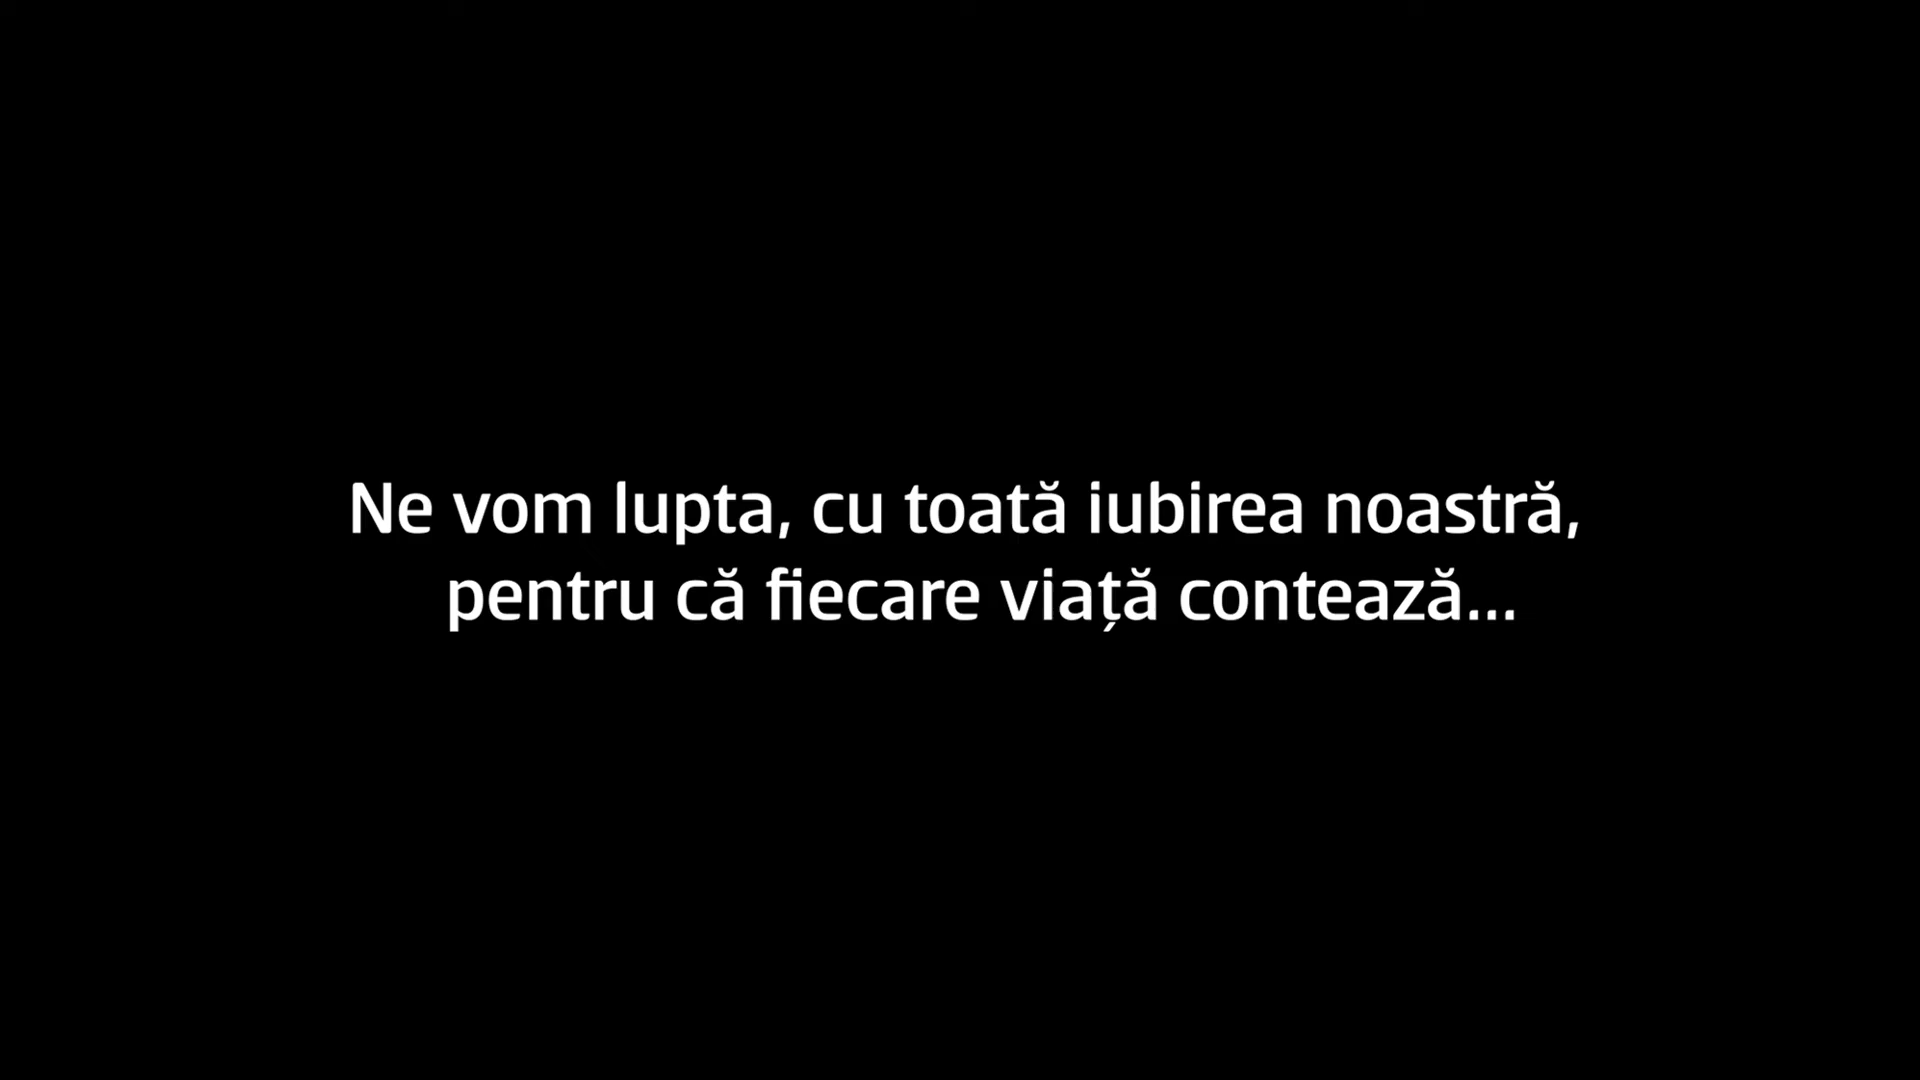 Ne vom lupta, cu toată iubirea noastră,
pentru că fiecare viață contează...